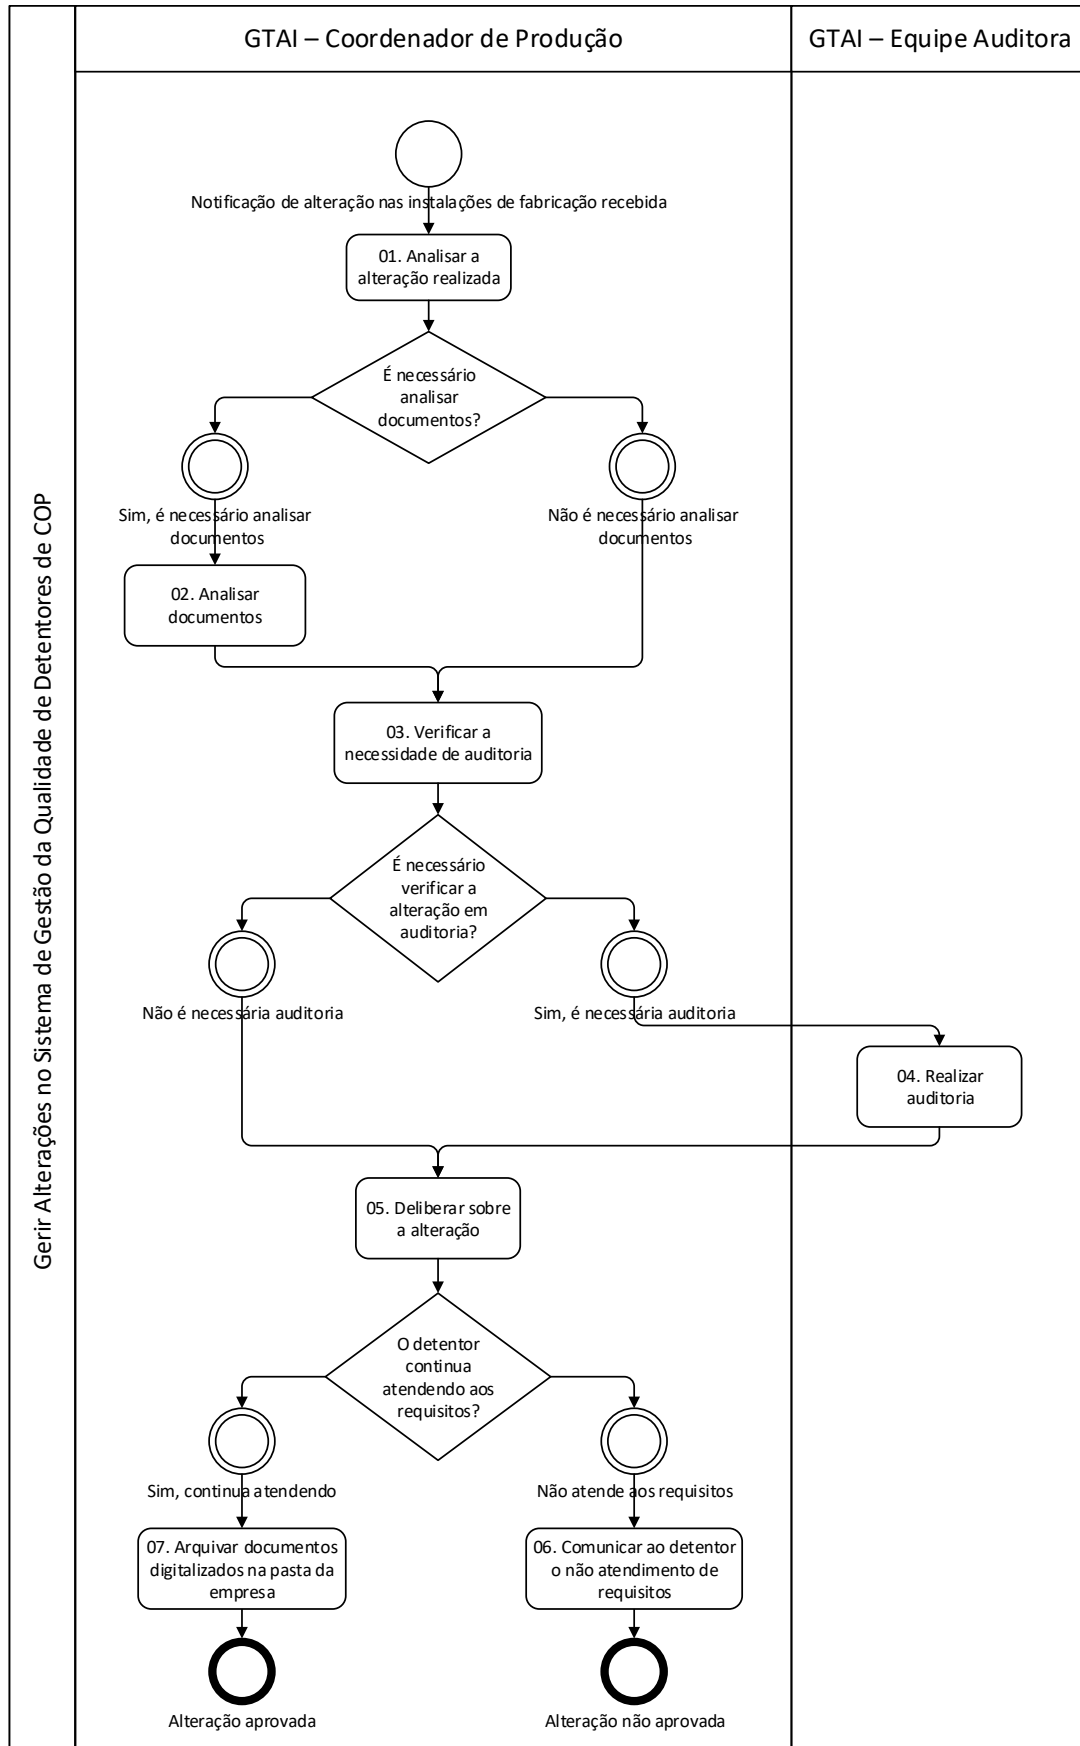 GTAI – Coordenador de Produção
GTAI – Equipe Auditora
Gerir Alterações no Sistema de Gestão da Qualidade de Detentores de COP
Notificação de alteração nas instalações de fabricação recebida
01. Analisar a
alteração realizada
É necessário
analisar
documentos?
Sim, é necessário analisar
documentos
Não é necessário analisar
documentos
02. Analisar
documentos
03. Verificar a
necessidade de auditoria
É necessário
verificar a
alteração em
auditoria?
Não é necessária auditoria
Sim, é necessária auditoria
04. Realizar
auditoria
05. Deliberar sobre
a alteração
O detentor
continua
atendendo aos
requisitos?
Sim, continua atendendo
Não atende aos requisitos
07. Arquivar documentos
digitalizados na pasta da
empresa
06. Comunicar ao detentor
o não atendimento de
requisitos
Alteração aprovada
Alteração não aprovada